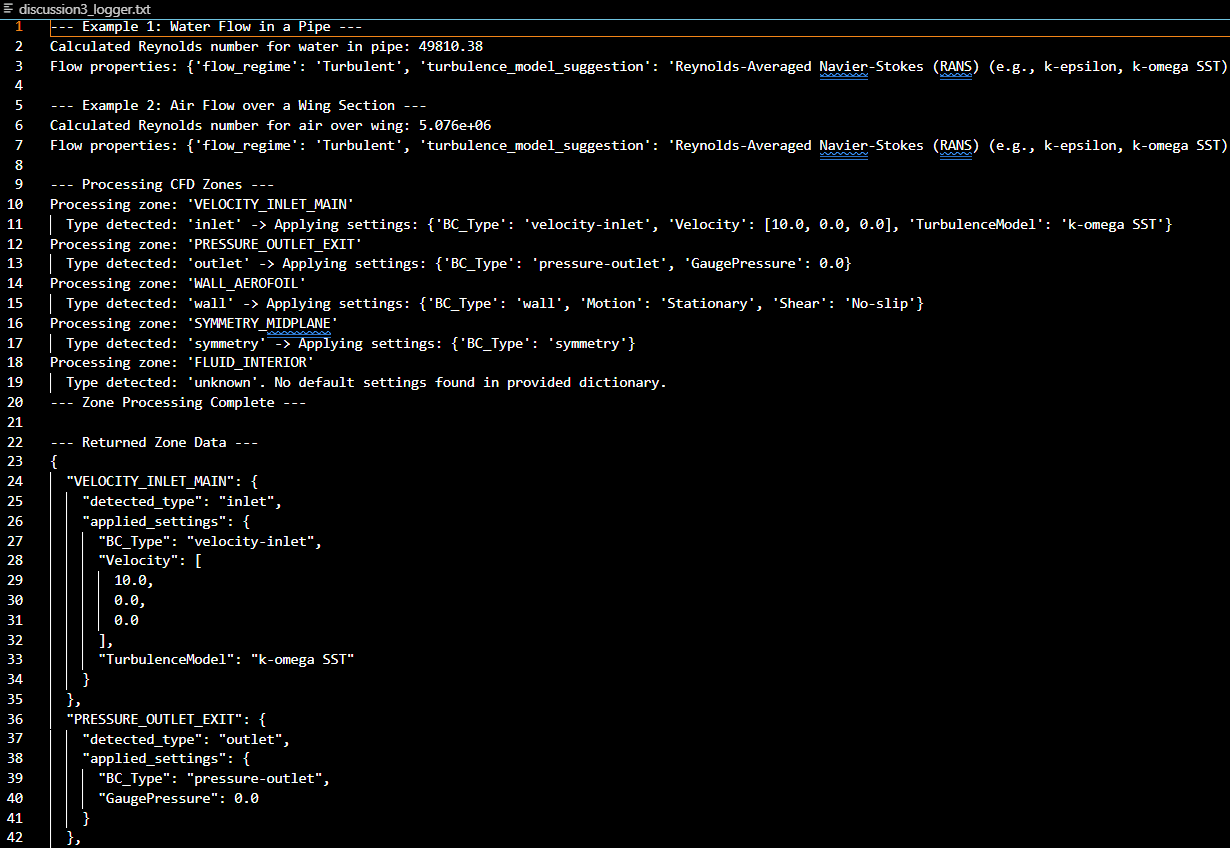 discussion3_logger.txt
1 --- Example 1: Water Flow in a Pipe ---
2 Calculated Reynolds number for water in pipe: 49810.38
3 Flow properties: {'flow_regime': 'Turbulent', 'turbulence_model_suggestion': 'Reynolds-Averaged Navier-Stokes (RANS) (e.g., k-epsilon, k-omega SST)
4
5 --- Example 2: Air Flow over a Wing Section ---
6 Calculated Reynolds number for air over wing: 5.076e+06
7 Flow properties: {'flow_regime': 'Turbulent', 'turbulence_model_suggestion': 'Reynolds-Averaged Navier-Stokes (RANS) (e.g., k-epsilon, k-omega SST)
8
9 --- Processing CFD Zones ---
10 Processing zone: 'VELOCITY_INLET_MAIN'
11 Type detected: 'inlet' -> Applying settings: {'BC_Type': 'velocity-inlet', 'Velocity': [10.0, 0.0, 0.0], 'TurbulenceModel': 'k-omega SST'}
12 Processing zone: 'PRESSURE_OUTLET_EXIT'
13 Type detected: 'outlet' -> Applying settings: {'BC_Type': 'pressure-outlet', 'GaugePressure': 0.0}
14 Processing zone: 'WALL_AEROFOIL'
15 Type detected: 'wall' -> Applying settings: {'BC_Type': 'wall', 'Motion': 'Stationary', 'Shear': 'No-slip'}
16 Processing zone: 'SYMMETRY_MIDPLANE'
17 Type detected: 'symmetry' -> Applying settings: {'BC_Type': 'symmetry'}
18 Processing zone: 'FLUID_INTERIOR'
19 Type detected: 'unknown'. No default settings found in provided dictionary.
20 --- Zone Processing Complete ---
21
22 --- Returned Zone Data ---
23 {
24 "VELOCITY_INLET_MAIN": {
25 "detected_type": "inlet",
26 "applied_settings": {
27 "BC_Type": "velocity-inlet",
28 "Velocity": [
29 10.0,
30 0.0,
31 0.0
32 ],
33 "TurbulenceModel": "k-omega SST"
34 }
35 },
36 "PRESSURE_OUTLET_EXIT": {
37 "detected_type": "outlet",
38 "applied_settings": {
39 "BC_Type": "pressure-outlet",
40 "GaugePressure": 0.0
41 }
42 },